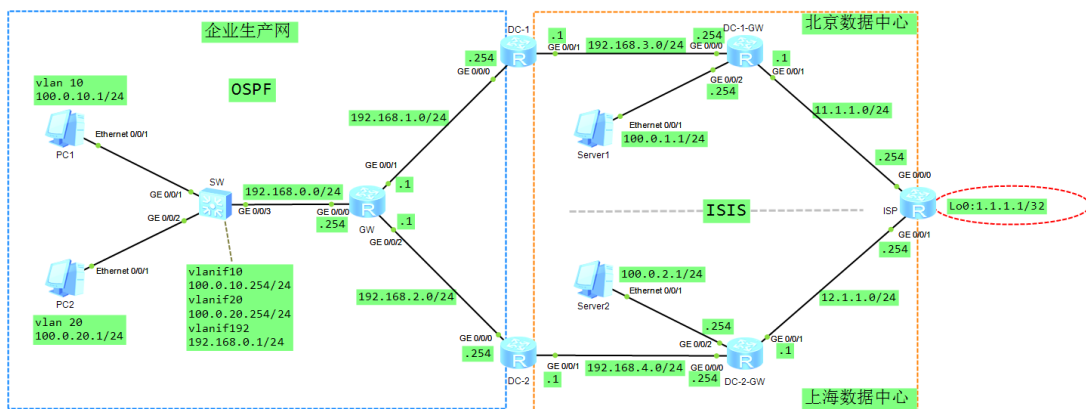 企业生产网
北京数据中心
DC-1
.1
GE 0/0/1
192.168.3.0/24
.254
GE 0/0/0
DC-1-GW
.1
GE 0/0/1
.254
GE 0/0/0
GE 0/0/2
.254
vlan 10
100.0.10.1/24
OSPF
Ethernet 0/0/1
PC1
192.168.1.0/24
Ethernet 0/0/1
100.0.1.1/24
Server1
11.1.1.0/24
.254
GE 0/0/0
GE 0/0/1
.1
GE 0/0/1
SW
192.168.0.0/24
GE 0/0/3
GE 0/0/0
.254
GW
GE 0/0/2
.1
GE 0/0/2
ISIS
ISP
Lo0:1.1.1.1/32
GE 0/0/1
.254
Ethernet 0/0/1
PC2
vlan 20
100.0.20.1/24
vlanif10
100.0.10.254/24
vlanif20
100.0.20.254/24
vlanif192
192.168.0.1/24
192.168.2.0/24
100.0.2.1/24
Ethernet 0/0/1
Server2
12.1.1.0/24
.254
GE 0/0/2
GE 0/0/1
.1
GE 0/0/0
.254
DC-2
GE 0/0/1
.1
192.168.4.0/24
GE 0/0/0
.254
DC-2-GW
上海数据中心